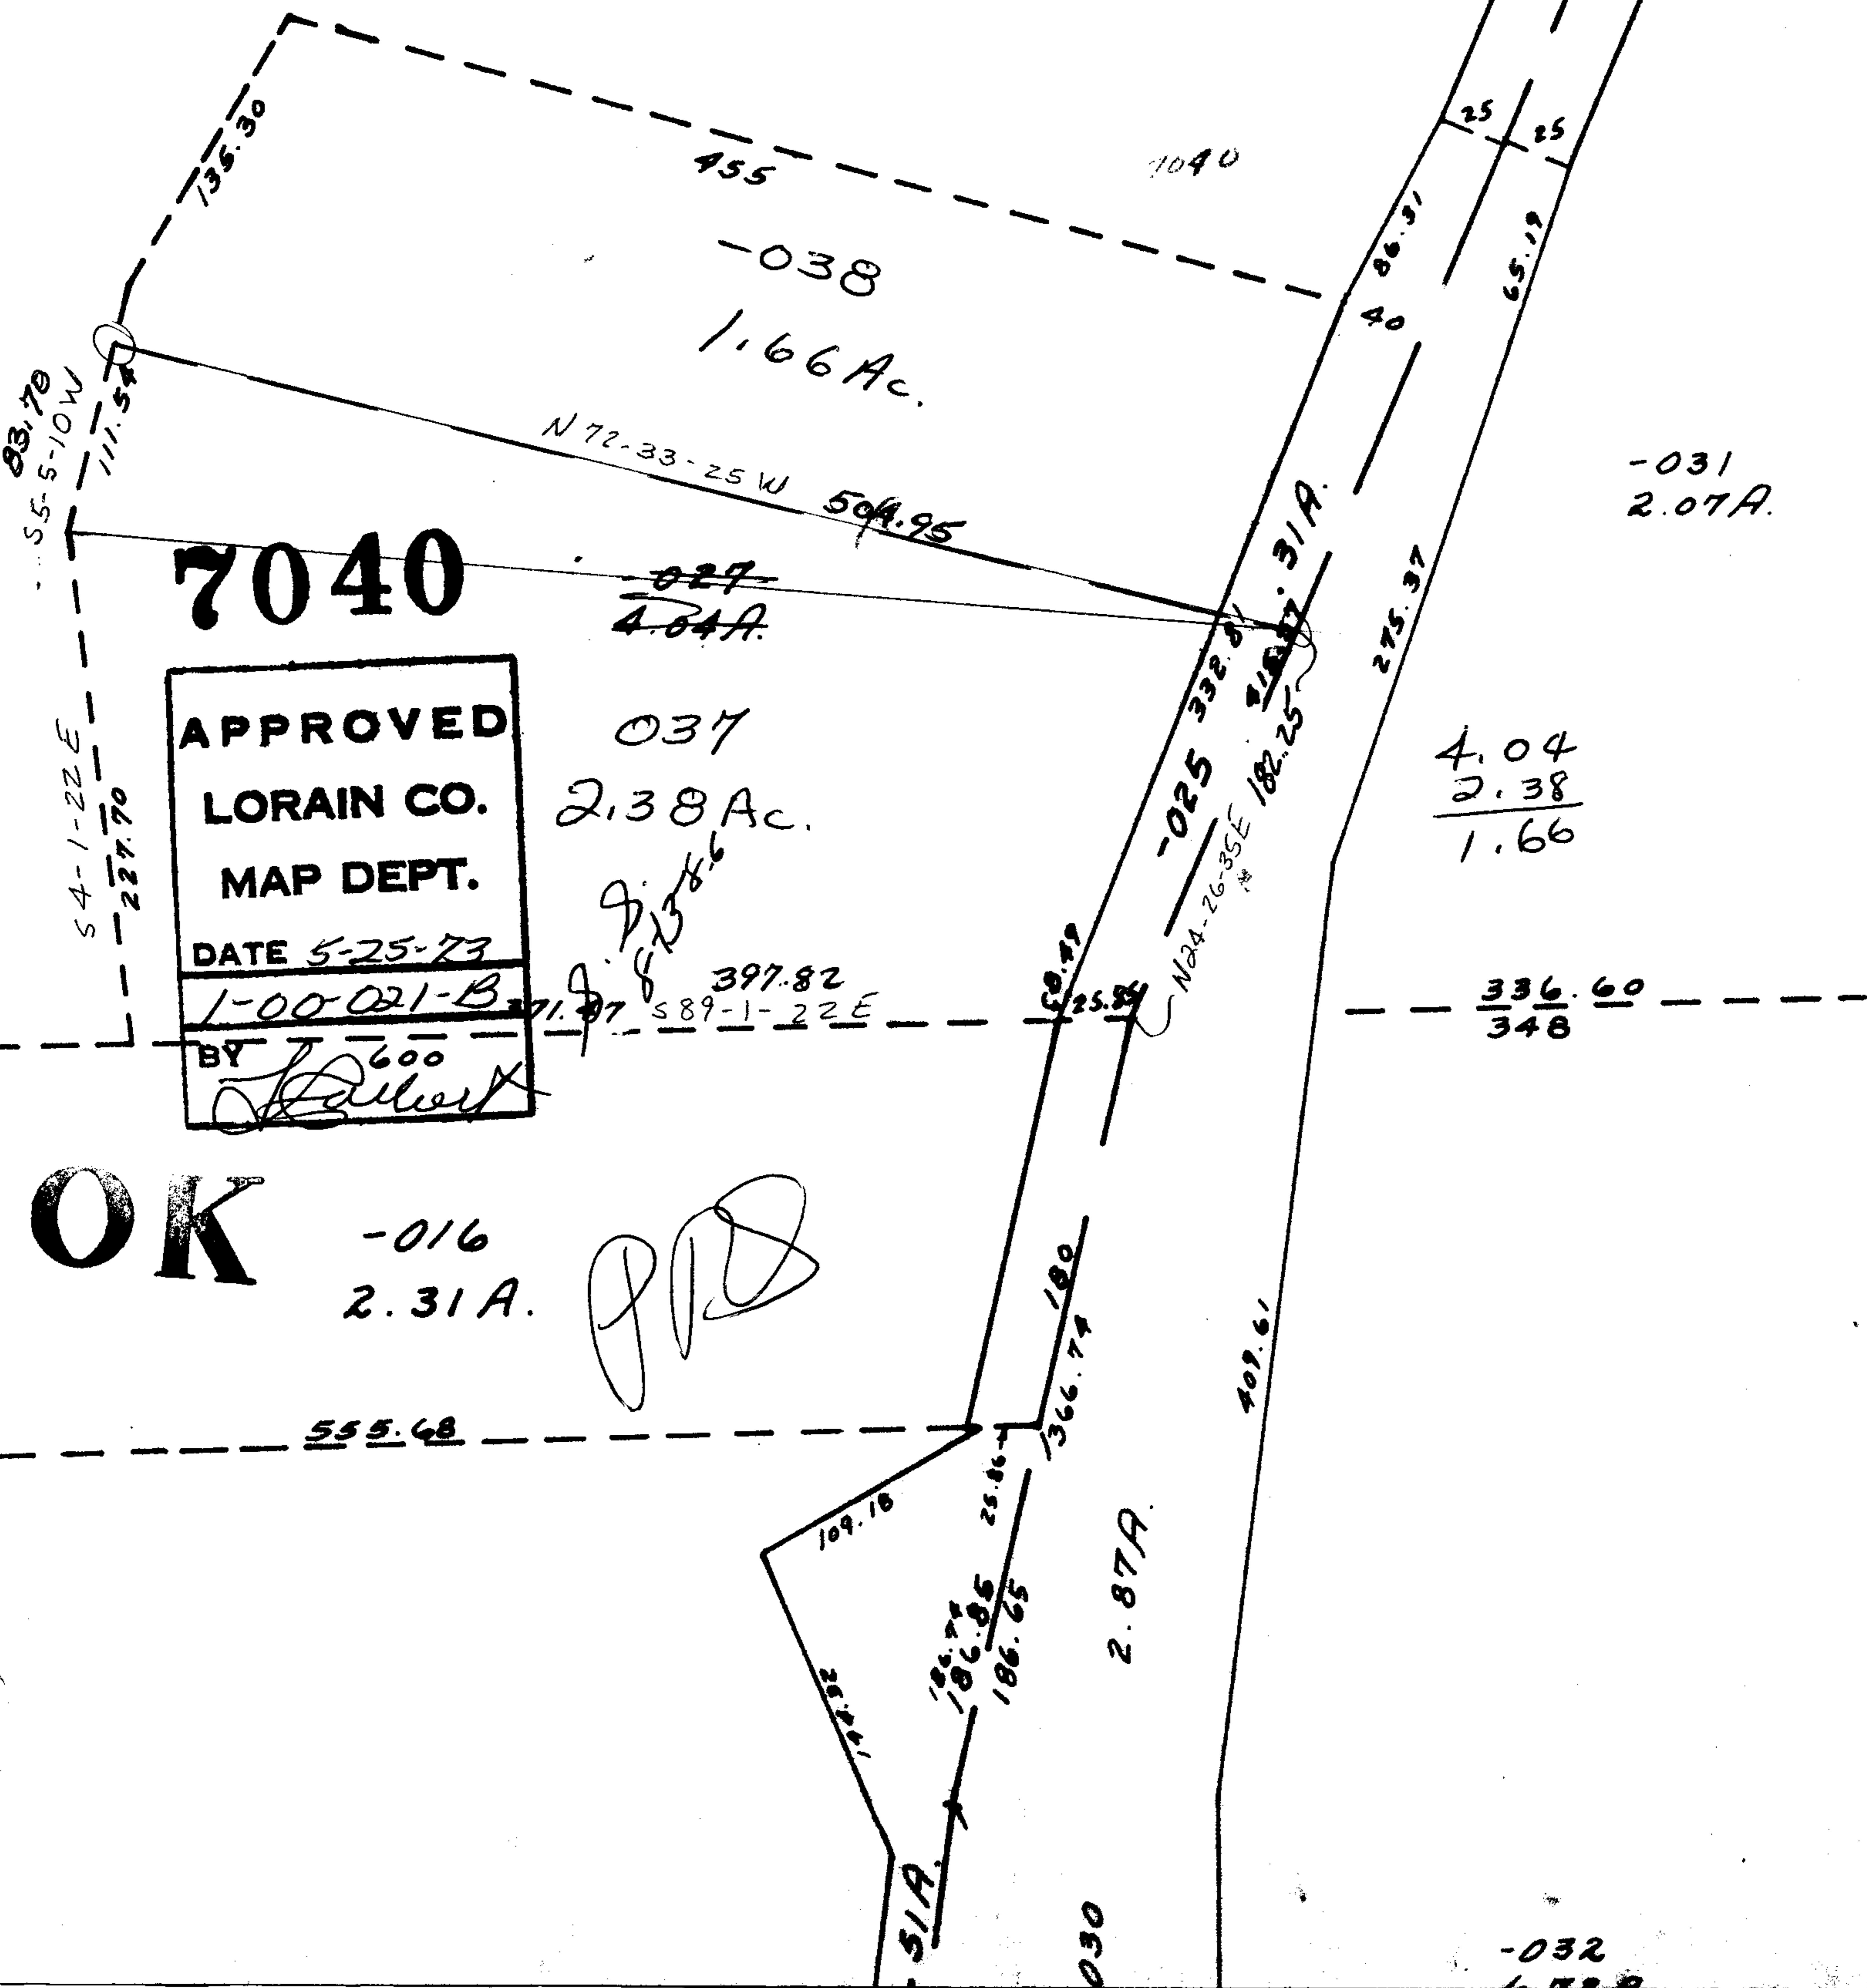 25
25
135.30
455
1040
86.31
65.19
-038
1.66 Ac.
40
83.70
S5-5-10W
111.54
N72-33-25W
504.95
.31A.
-031
2.07A.
7040
-027
4.04A.
332.81
275.37
APPROVED
LORAIN CO.
MAP DEPT.
DATE 5-25-73
1-00-021-B
BY
600
037
2.38 Ac.
-025
182.25
N24-26-35E
4.04
2.38
1.66
S4-1-22E
227.70
397.82
S89-1-22E
336.60
348
OK
-016
2.31A.
180
1366.74
409.61
555.68
109.18
25.86
186.65
2.87A.
51A.
030
-032